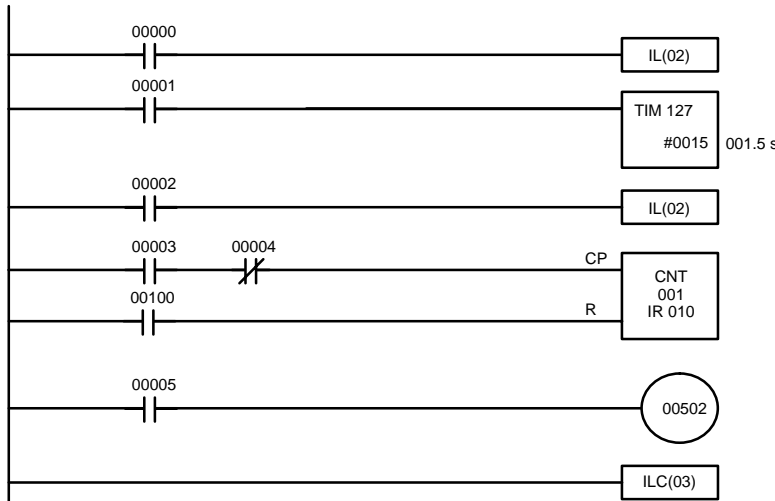 00000
IL(02)
00001
TIM 127
#0015 001.5 s
00002
IL(02)
00003 00004
CP
CNT
001
IR 010
00100
R
00005
00502
ILC(03)